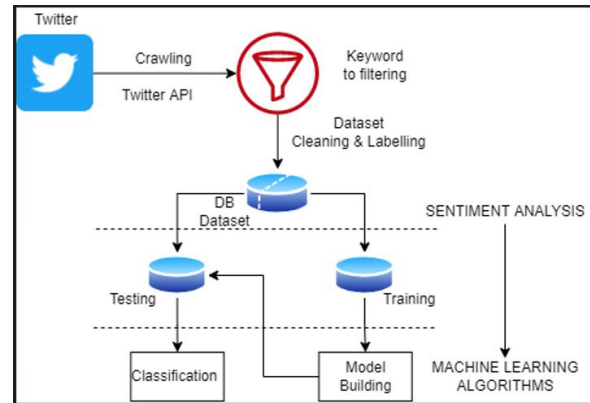 Twitter
Crawling
Twitter API
Keyword
to filtering
Dataset
Cleaning & Labelling
DB
Dataset
SENTIMENT ANALYSIS
Testing
Training
Classification
Model
Building
MACHINE LEARNING
ALGORITHMS